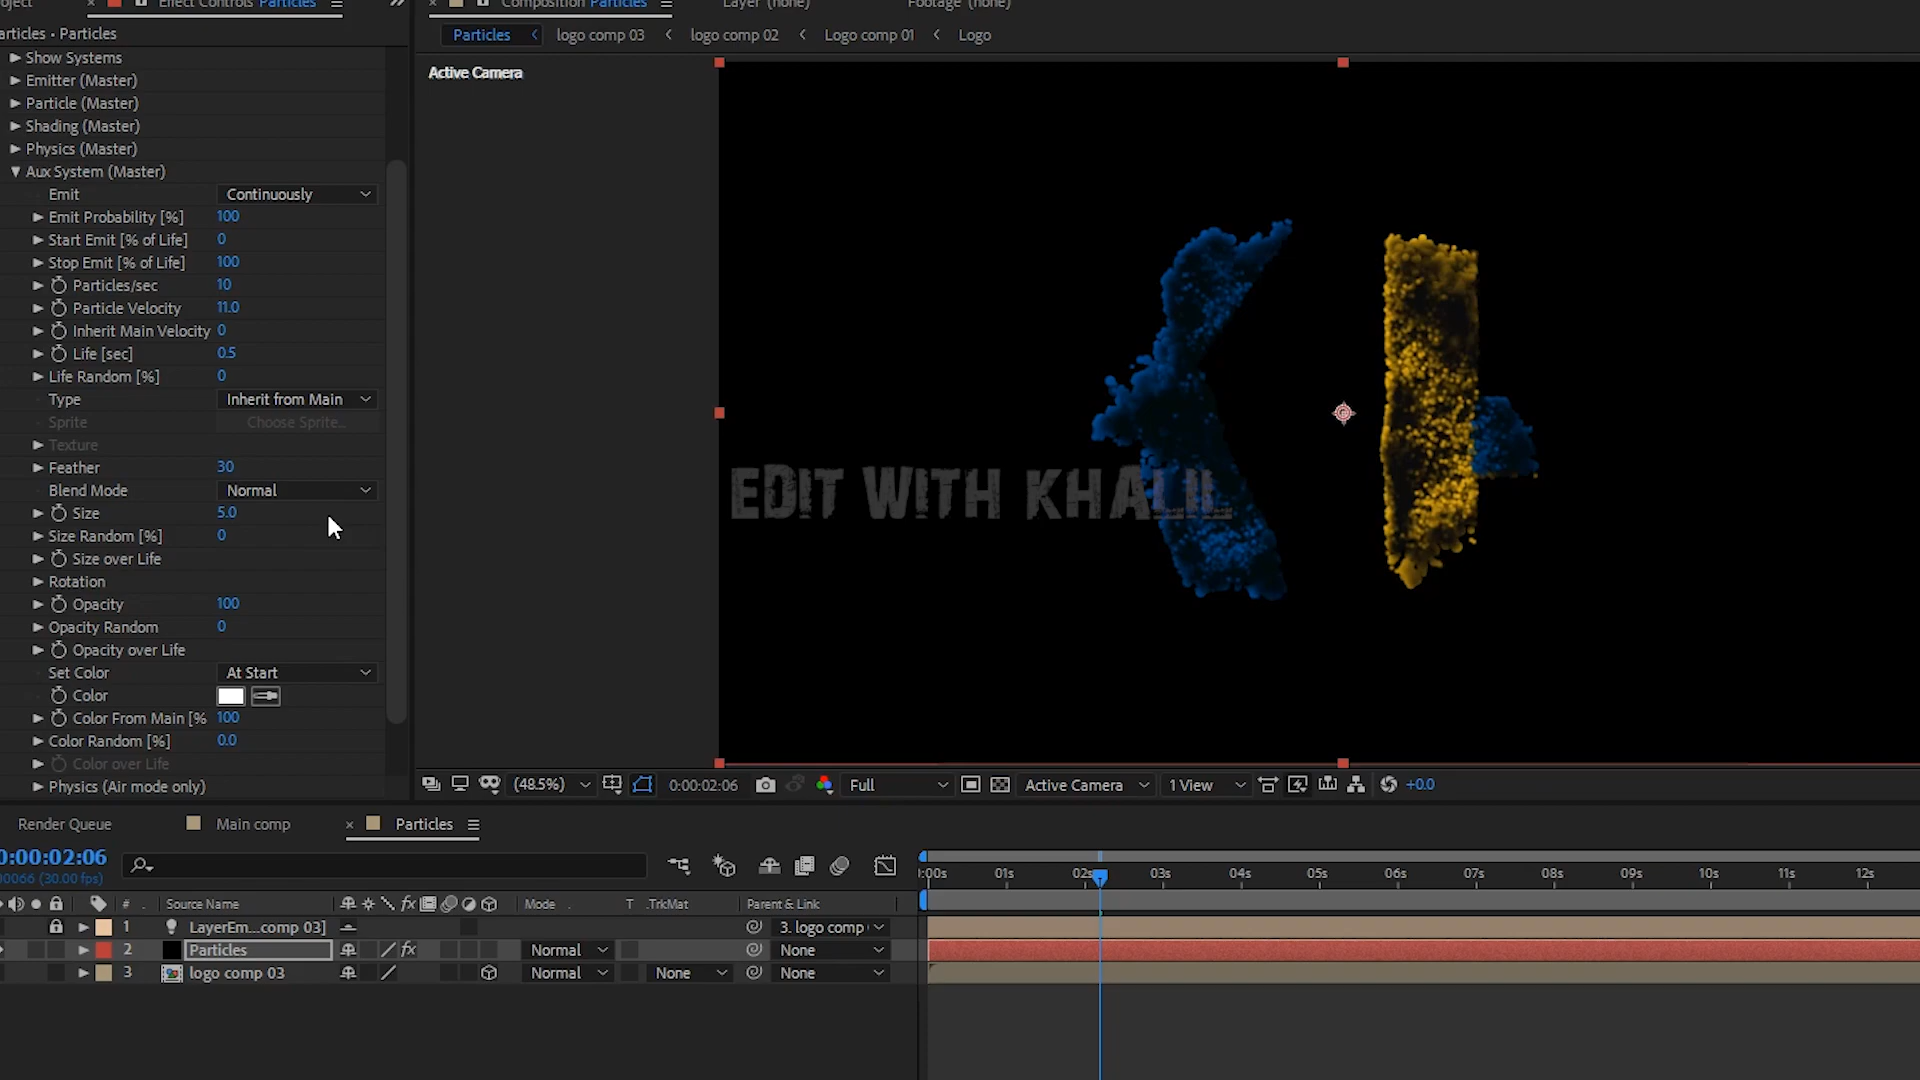 oject × Effect Controls Particles
× Composition Particles Layer (none) Footage (none)
articles • Particles
Particles logo comp 03 logo comp 02 Logo comp 01 Logo
Active Camera
Show Systems
Emitter (Master)
Particle (Master)
Shading (Master)
Physics (Master)
Aux System (Master)
Emit Continuously
Emit Probability [%] 100
Start Emit [% of Life] 0
Stop Emit [% of Life] 100
Particles/sec 10
Particle Velocity 11.0
Inherit Main Velocity 0
Life [sec] 0.5
Life Random [%] 0
Type Inherit from Main
Sprite Choose Sprite...
Texture
Feather 30
Blend Mode Normal
Size 5.0
Size Random [%] 0
Size over Life
Rotation
Opacity 100
Opacity Random 0
Opacity over Life
Set Color At Start
Color
Color From Main [% 100
Color Random [%] 0.0
Color over Life
Physics (Air mode only)
EDIT WITH KHALIL
(48.5%) 0:00:02:06 Full Active Camera 1 View +0.0
Render Queue Main comp × Particles
0:00:02:06
00066 (30.00 fps)
:00s 01s 02s 03s 04s 05s 06s 07s 08s 09s 10s 11s 12s
# Source Name fx Mode T .TrkMat Parent & Link
1 LayerEm...comp 03] 3. logo comp
2 Particles fx Normal None
3 logo comp 03 Normal None None